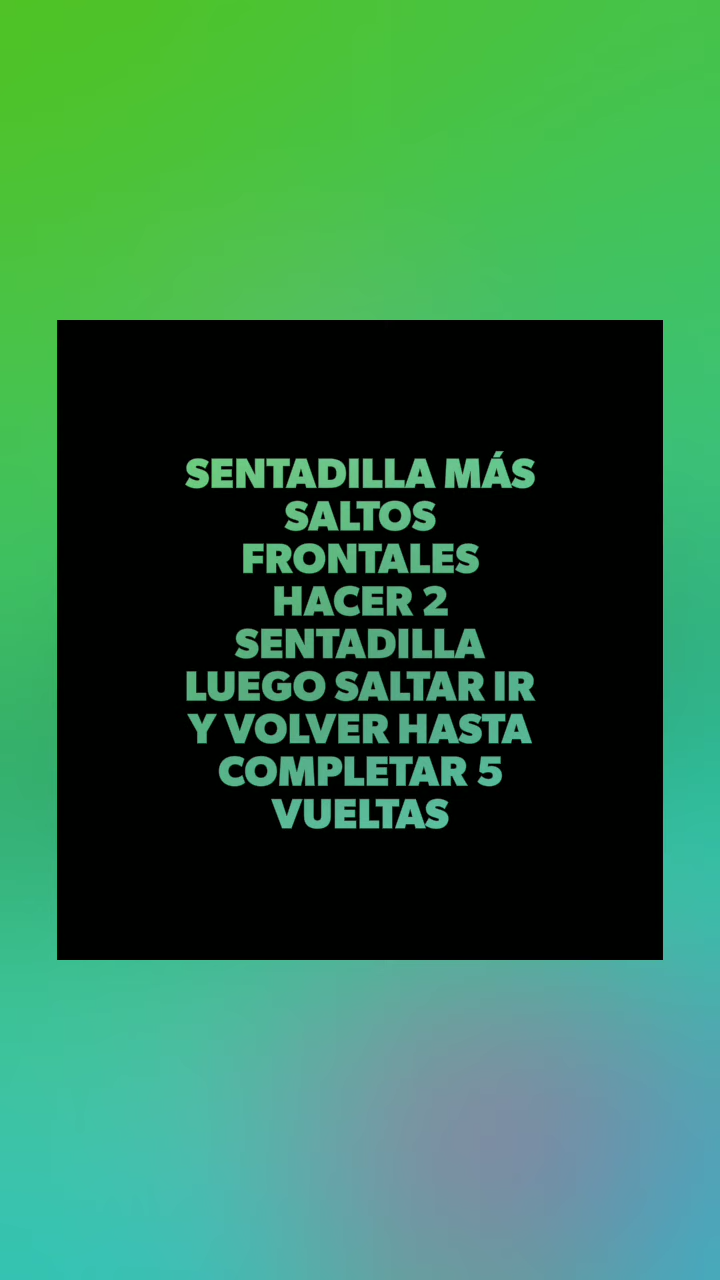 SENTADILLA MÁS
SALTOS
FRONTALES
HACER 2
SENTADILLA
LUEGO SALTAR IR
Y VOLVER HASTA
COMPLETAR 5
VUELTAS